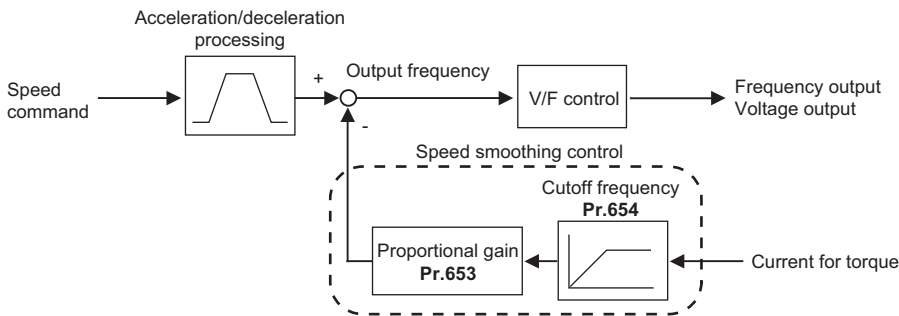 Acceleration/deceleration
processing
Speed
command
+
Output frequency
-
V/F control
Frequency output
Voltage output
Speed smoothing control
Cutoff frequency
Pr.654
Proportional gain
Pr.653
Current for torque